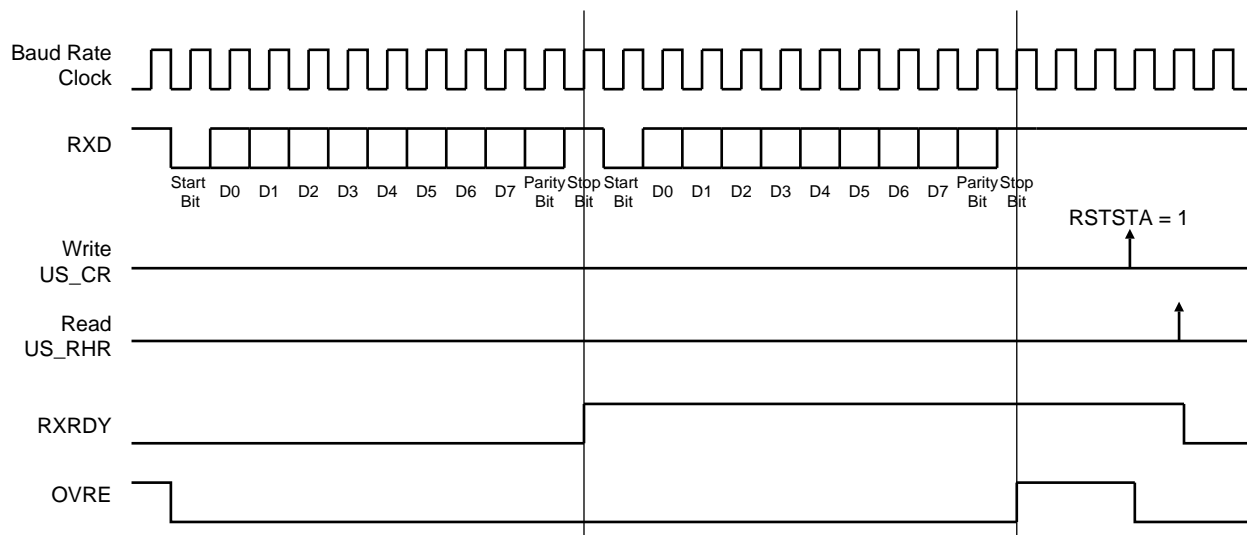 Baud Rate
Clock
RXD
Start
Bit
D0
D1
D2
D3
D4
D5
D6
D7
Parity
Bit
Stop
Bit
Start
Bit
D0
D1
D2
D3
D4
D5
D6
D7
Parity
Bit
Stop
Bit
RSTSTA = 1
Write
US_CR
Read
US_RHR
RXRDY
OVRE